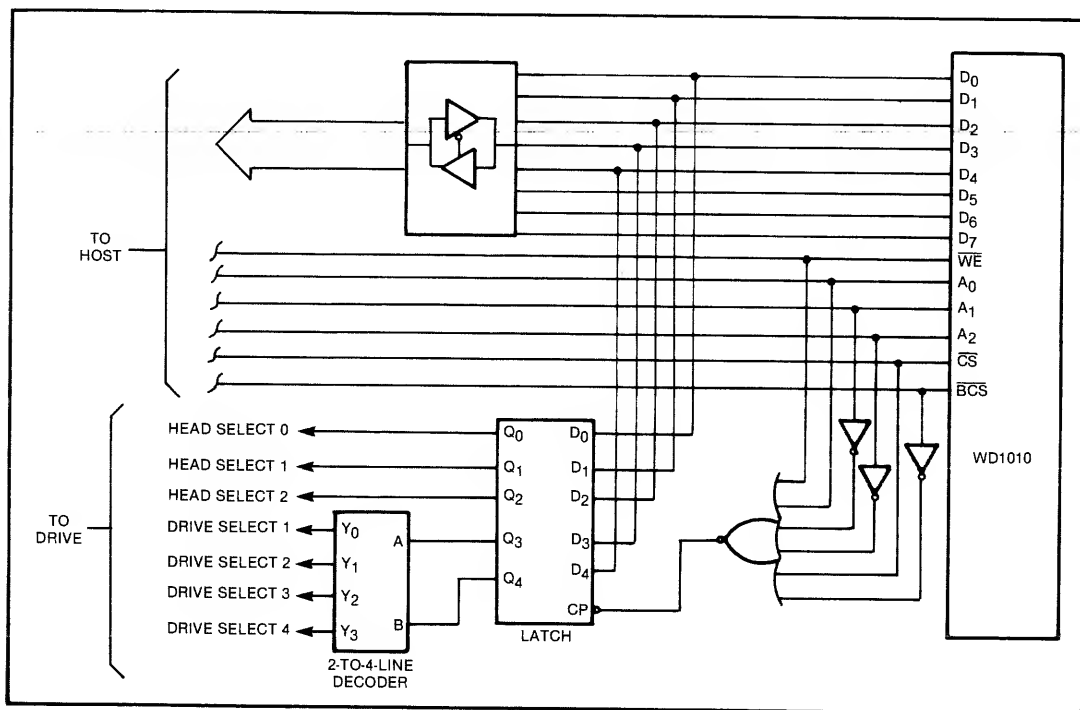 TO
HOST
D0
D1
D2
D3
D4
D5
D6
D7
WE
A0
A1
A2
CS
BCS
WD1010
TO
DRIVE
HEAD SELECT 0
HEAD SELECT 1
HEAD SELECT 2
DRIVE SELECT 1
DRIVE SELECT 2
DRIVE SELECT 3
DRIVE SELECT 4
Y0
Y1
Y2
Y3
A
B
2-TO-4-LINE
DECODER
Q0
Q1
Q2
Q3
Q4
D0
D1
D2
D3
D4
CP
LATCH